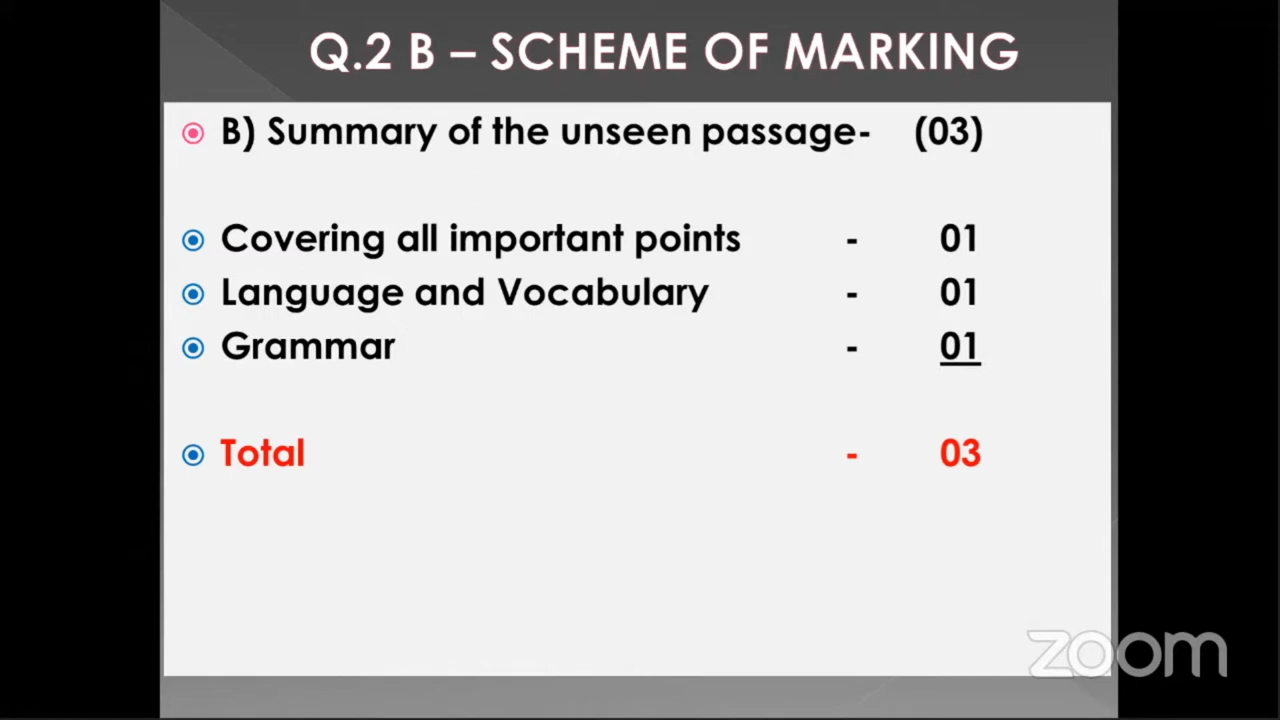 Q.2 B – SCHEME OF MARKING
B) Summary of the unseen passage- (03)
Covering all important points - 01
Language and Vocabulary - 01
Grammar - 01
Total - 03
zoom